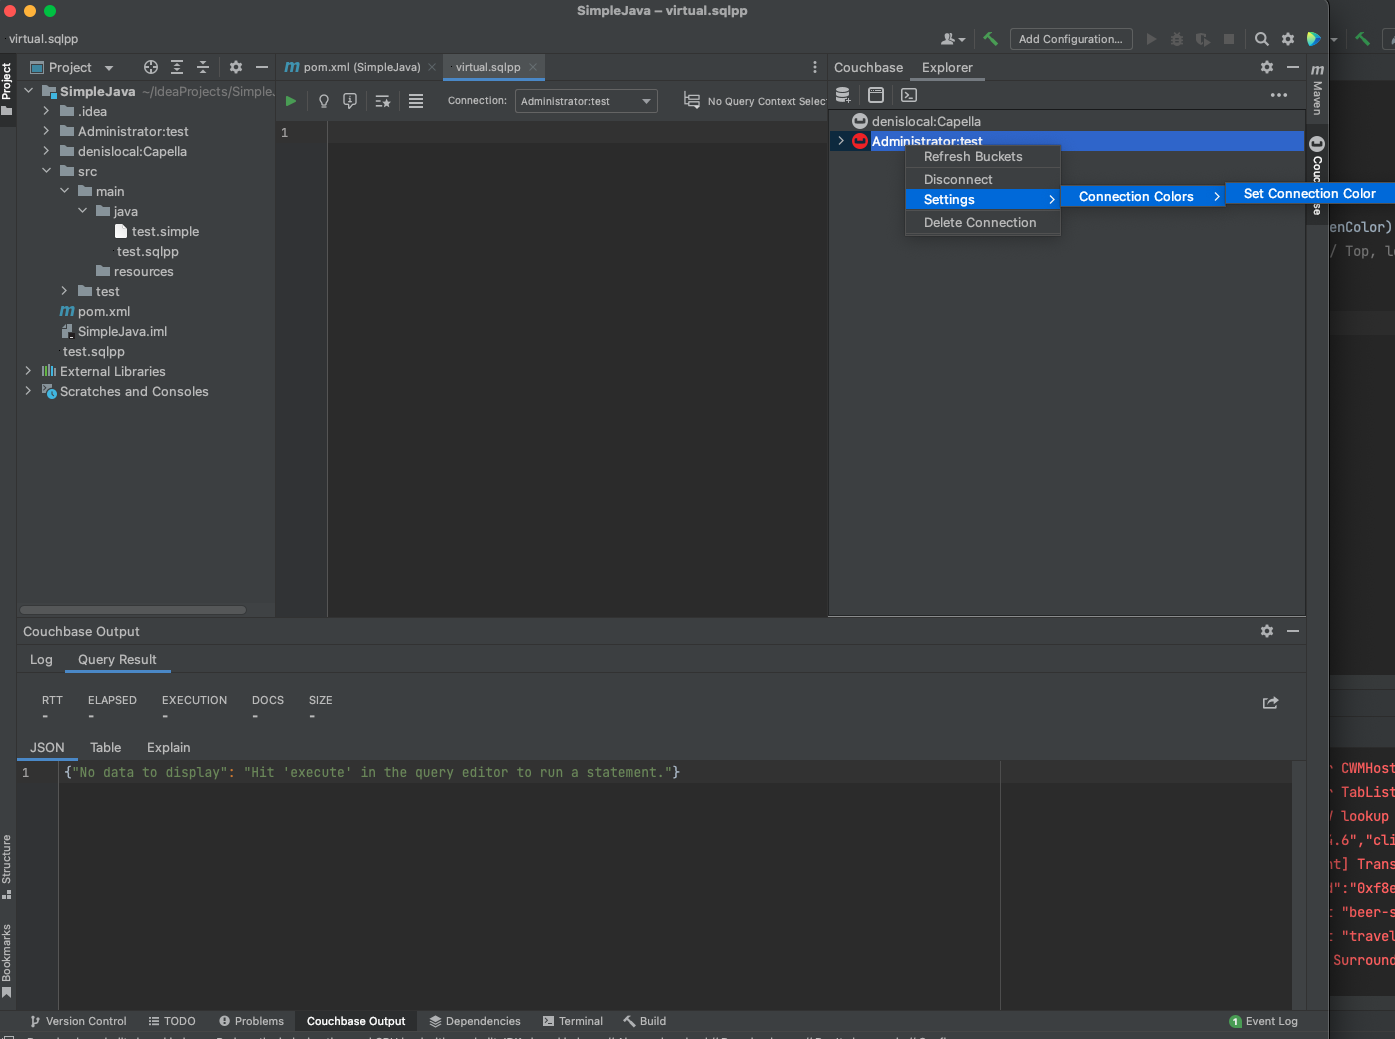 SimpleJava – virtual.sqlpp
virtual.sqlpp
Add Configuration...
Project
Project
pom.xml (SimpleJava)
virtual.sqlpp
Couchbase
Explorer
Maven
SimpleJava ~/IdeaProjects/Simple.
.idea
Administrator:test
denislocal:Capella
src
main
java
test.simple
test.sqlpp
resources
test
pom.xml
SimpleJava.iml
test.sqlpp
External Libraries
Scratches and Consoles
Connection:
Administrator:test
No Query Context Selec
1
denislocal:Capella
Administrator:test
Refresh Buckets
Disconnect
Settings
Delete Connection
Connection Colors
Set Connection Color
enColor)
/ Top, l
Couchbase Output
Log
Query Result
RTT ELAPSED EXECUTION DOCS SIZE
- - - - -
JSON
Table
Explain
1
{"No data to display": "Hit 'execute' in the query editor to run a statement."}
CWMHost
TabList
lookup
.6","cli
nt] Trans
d":"0xf8e
"beer-s
"travel
Surround
Structure
Bookmarks
Version Control
TODO
Problems
Couchbase Output
Dependencies
Terminal
Build
1 Event Log